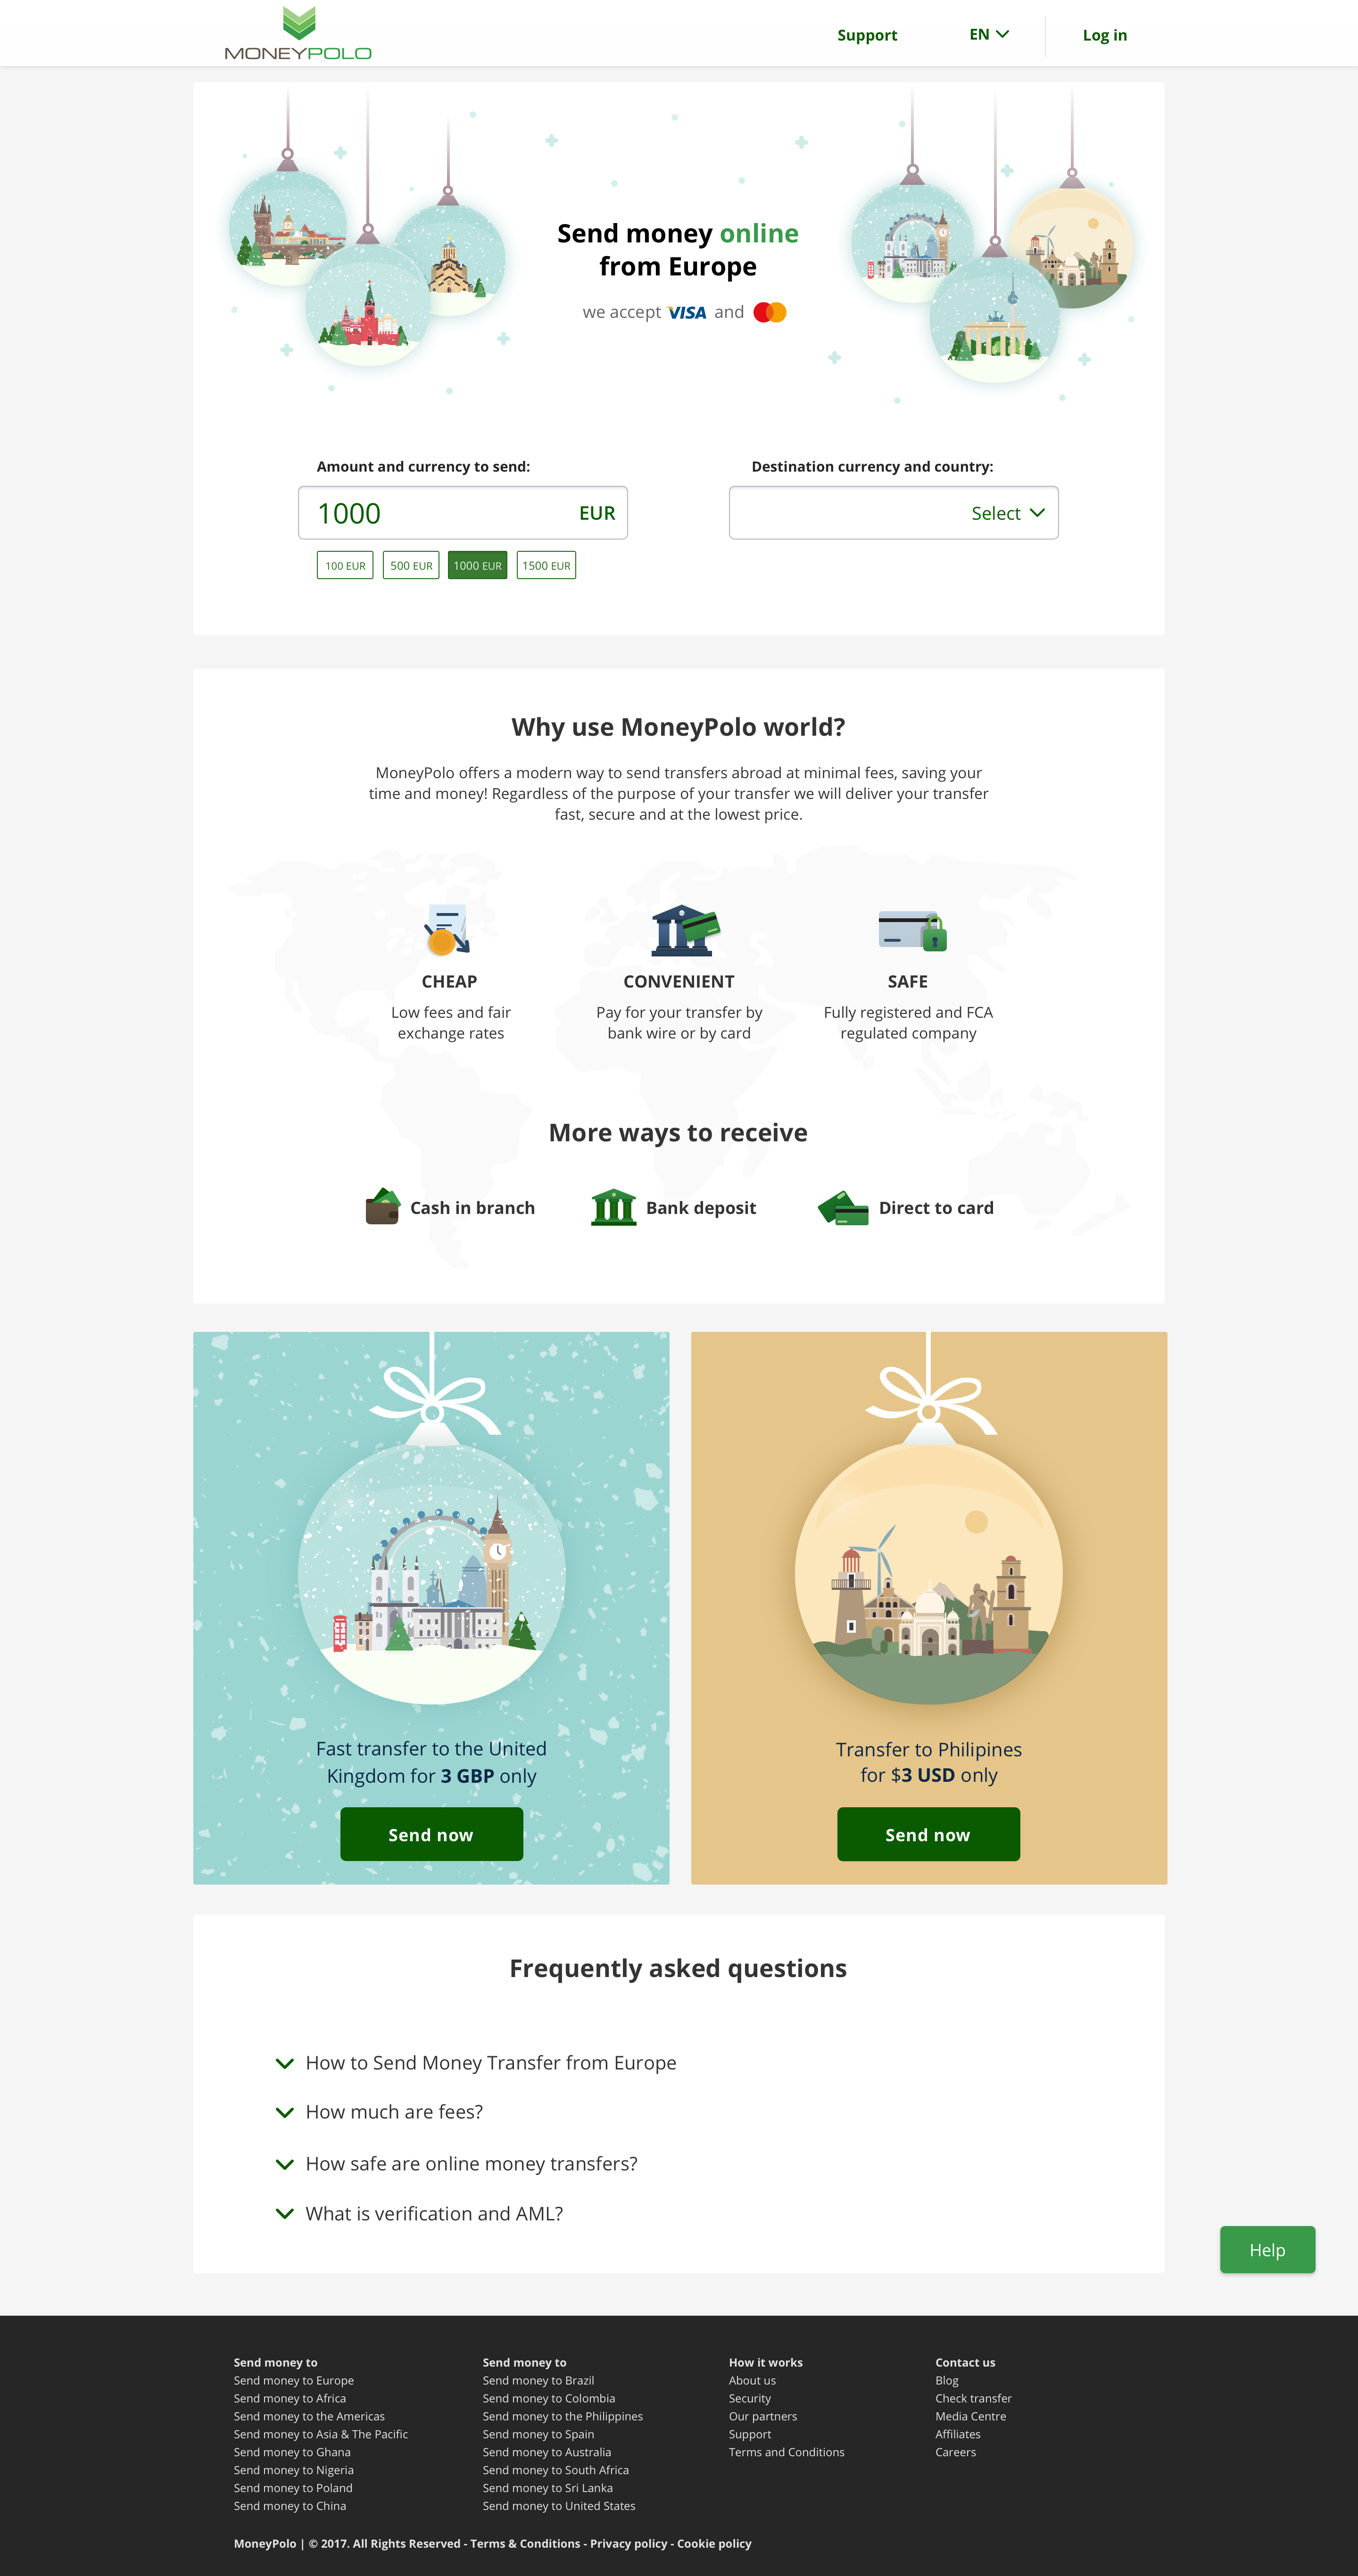 MONEYPOLO
Support
EN
Log in
Send money online
from Europe
we accept VISA and
Amount and currency to send:
1000 EUR
100 EUR
500 EUR
1000 EUR
1500 EUR
Destination currency and country:
Select
Why use MoneyPolo world?
MoneyPolo offers a modern way to send transfers abroad at minimal fees, saving your
time and money! Regardless of the purpose of your transfer we will deliver your transfer
fast, secure and at the lowest price.
CHEAP
Low fees and fair
exchange rates
CONVENIENT
Pay for your transfer by
bank wire or by card
SAFE
Fully registered and FCA
regulated company
More ways to receive
Cash in branch
Bank deposit
Direct to card
Fast transfer to the United
Kingdom for 3 GBP only
Send now
Transfer to Philipines
for $3 USD only
Send now
Frequently asked questions
How to Send Money Transfer from Europe
How much are fees?
How safe are online money transfers?
What is verification and AML?
Help
Send money to
Send money to Europe
Send money to Africa
Send money to the Americas
Send money to Asia & The Pacific
Send money to Ghana
Send money to Nigeria
Send money to Poland
Send money to China
Send money to
Send money to Brazil
Send money to Colombia
Send money to the Philippines
Send money to Spain
Send money to Australia
Send money to South Africa
Send money to Sri Lanka
Send money to United States
How it works
About us
Security
Our partners
Support
Terms and Conditions
Contact us
Blog
Check transfer
Media Centre
Affiliates
Careers
MoneyPolo | © 2017. All Rights Reserved - Terms & Conditions - Privacy policy - Cookie policy